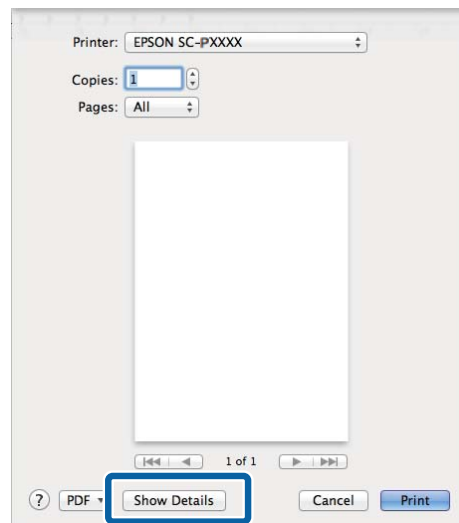 Printer: EPSON SC-PXXXX
Copies: 1
Pages: All
1 of 1
? PDF Show Details Cancel Print